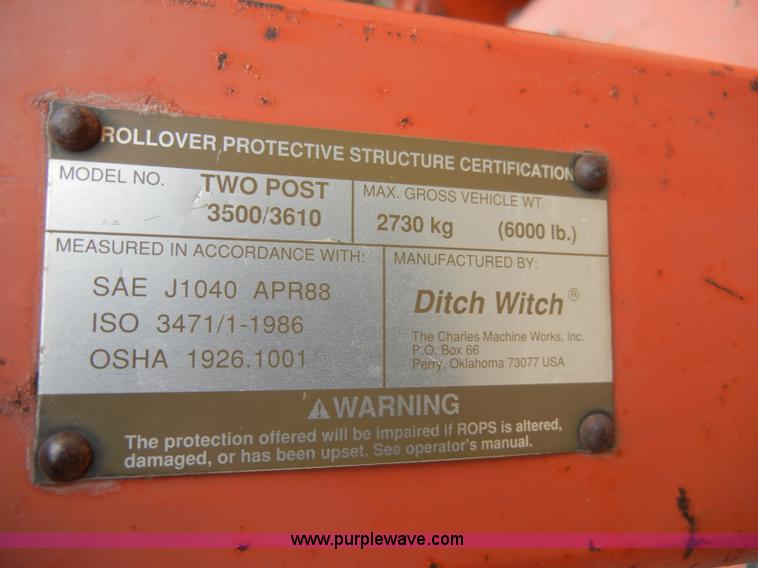 ROLLOVER PROTECTIVE STRUCTURE CERTIFICATION
MODEL NO. TWO POST
3500/3610
MAX. GROSS VEHICLE WT.
2730 kg (6000 lb.)
MEASURED IN ACCORDANCE WITH:
SAE J1040 APR88
ISO 3471/1-1986
OSHA 1926.1001
MANUFACTURED BY:
Ditch Witch®
The Charles Machine Works, Inc.
P.O. Box 66
Perry, Oklahoma 73077 USA
⚠WARNING
The protection offered will be impaired if ROPS is altered,
damaged, or has been upset. See operator's manual.
www.purplewave.com